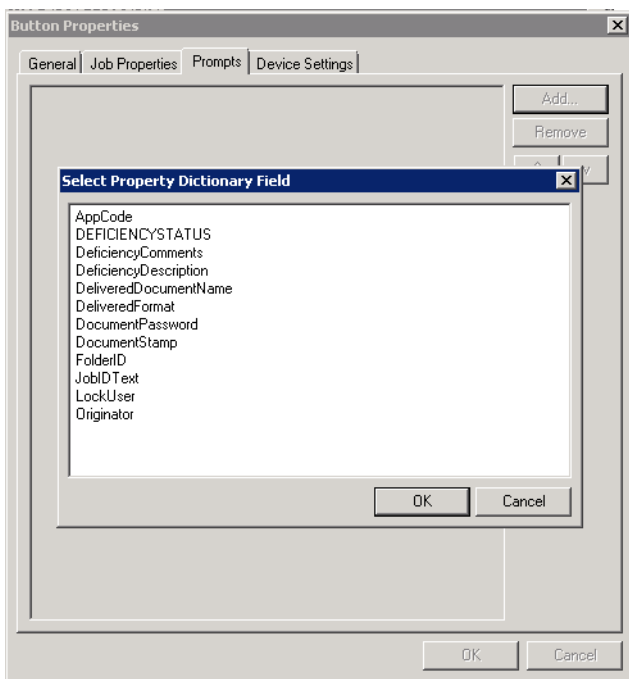 Button Properties
General
Job Properties
Prompts
Device Settings
Add...
Remove
Select Property Dictionary Field
AppCode
DEFICIENCYSTATUS
DeficiencyComments
DeficiencyDescription
DeliveredDocumentName
DeliveredFormat
DocumentPassword
DocumentStamp
FolderID
JobIDText
LockUser
Originator
OK
Cancel
OK
Cancel